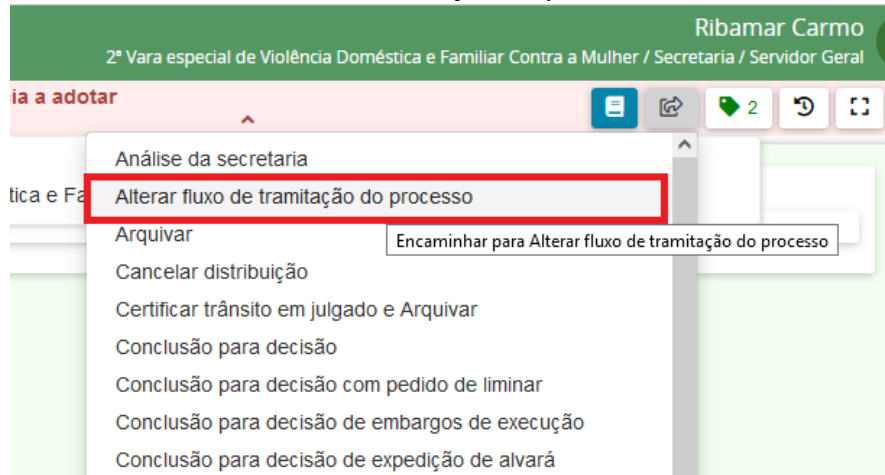 Ribamar Carmo
2ª Vara especial de Violência Doméstica e Familiar Contra a Mulher / Secretaria / Servidor Geral
ia a adotar
2
Análise da secretaria
tica e Fa
Alterar fluxo de tramitação do processo
Arquivar
Encaminhar para Alterar fluxo de tramitação do processo
Cancelar distribuição
Certificar trânsito em julgado e Arquivar
Conclusão para decisão
Conclusão para decisão com pedido de liminar
Conclusão para decisão de embargos de execução
Conclusão para decisão de expedição de alvará